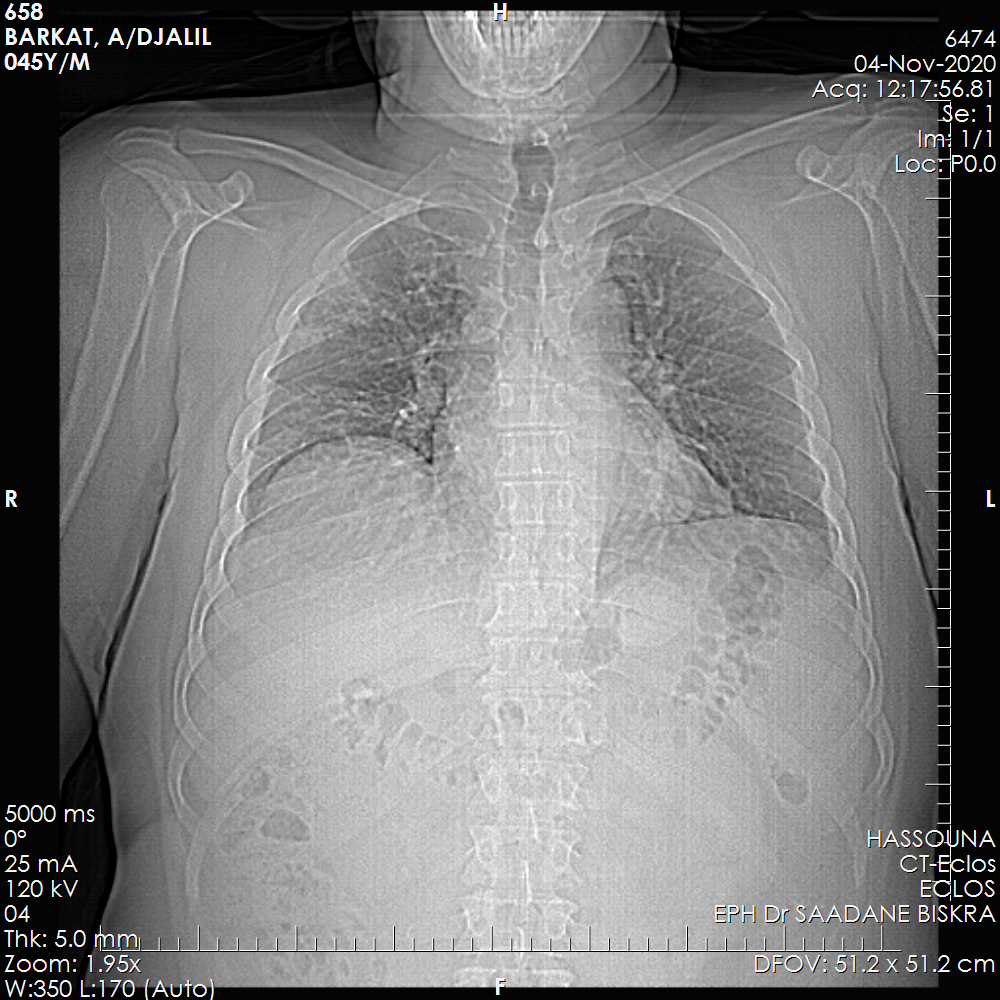 658
BARKAT, A/DJALIL
045Y/M
H
6474
04-Nov-2020
Acq: 12:17:56.81
Se: 1
Im: 1/1
Loc: P0.0
R
L
5000 ms
0°
25 mA
120 kV
04
Thk: 5.0 mm
Zoom: 1.95x
W:350 L:170 (Auto)
F
HASSOUNA
CT-Eclos
ECLOS
EPH Dr SAADANE BISKRA
DFOV: 51.2 x 51.2 cm